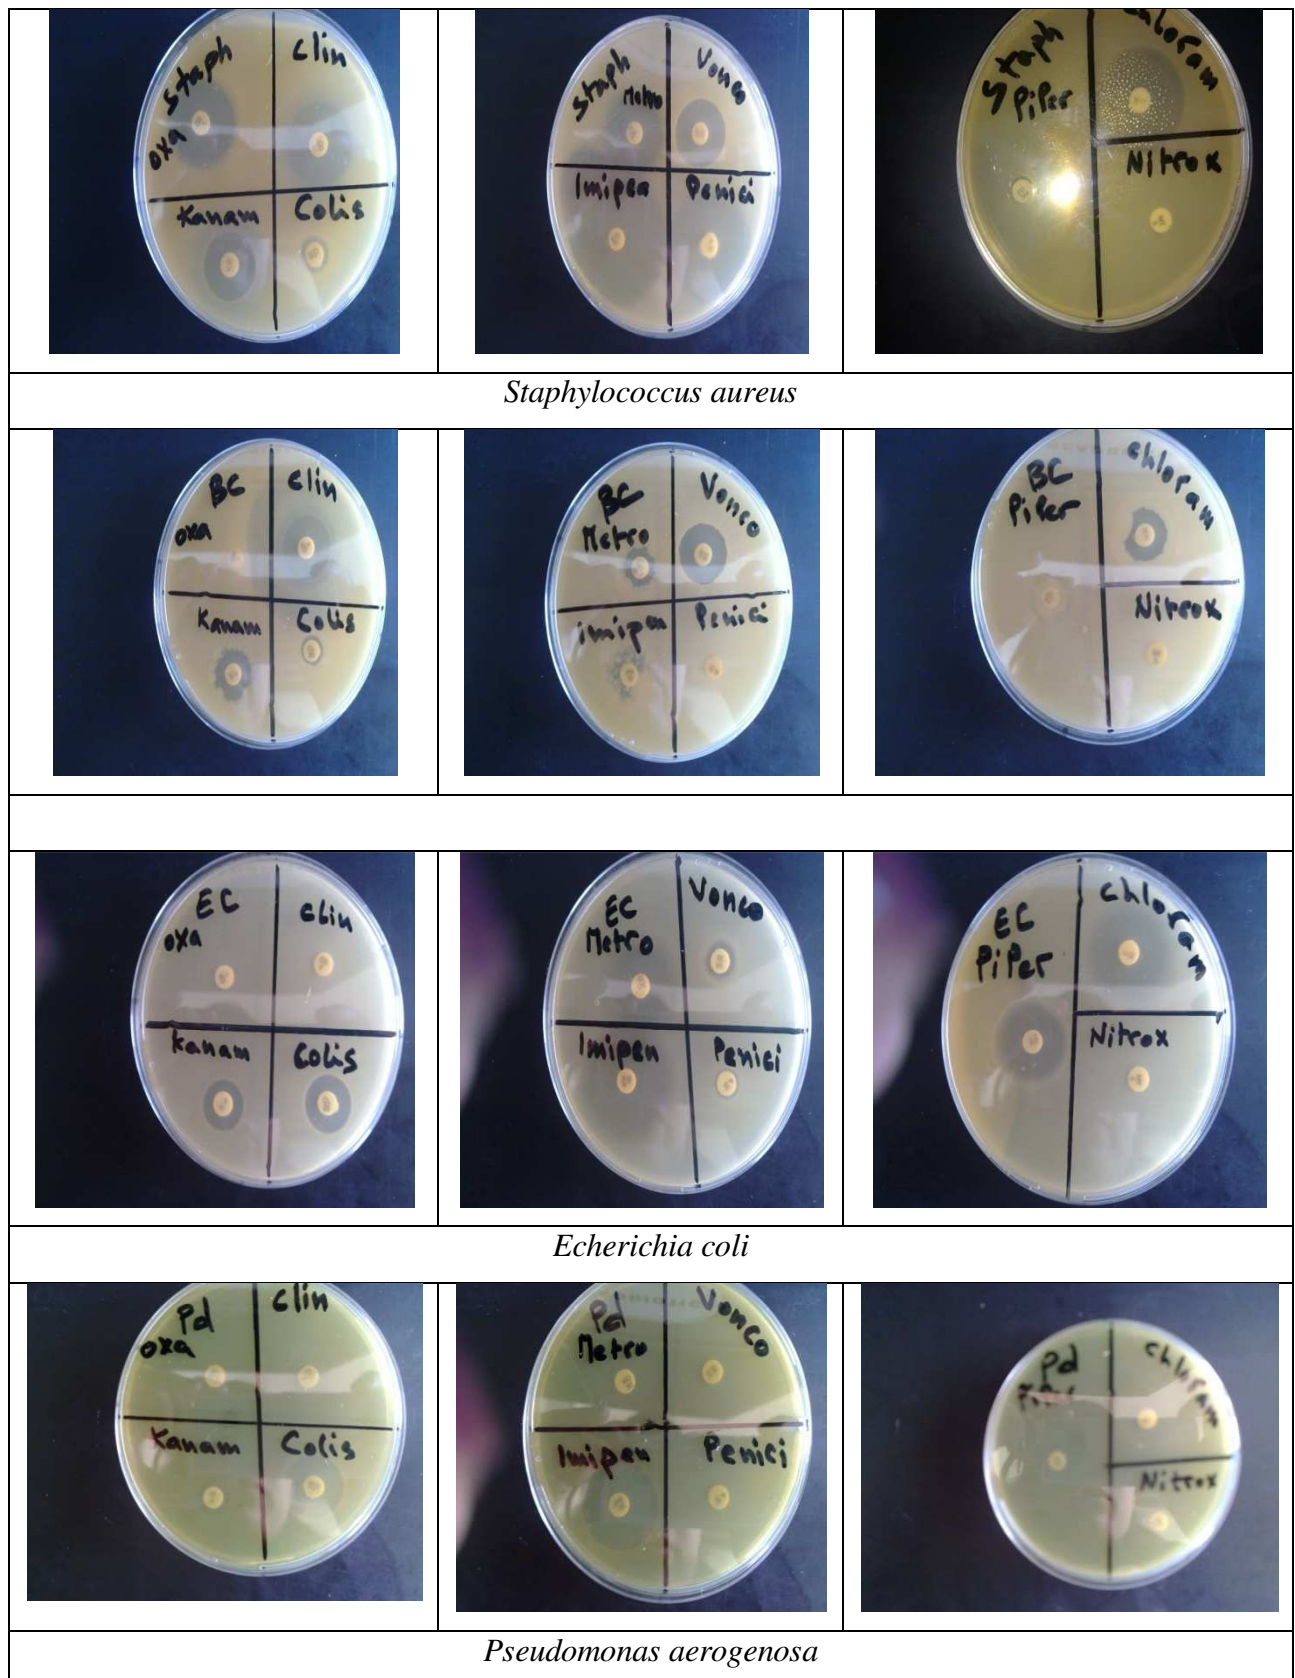 Staph
Clin
oxa
Kanam
Colis
Staph
Metro
Vonco
Imipen
Penici
Staph
Piper
chloram
Nitrox
Staphylococcus aureus
BC
Clin
oxa
Kanam
Colis
BC
Metro
Vonco
imipen
Penici
BC
Piper
chloram
Nitrox
EC
oxa
clin
kanam
Colis
EC
Metro
Vonco
Imipen
Penici
EC
Piper
chloram
Nitrox
Echerichia coli
Pd
oxa
clin
Kanam
Colis
Pd
Metro
Vonco
Imipen
Penici
Pd
Piper
chloram
Nitrox
Pseudomonas aerogenosa